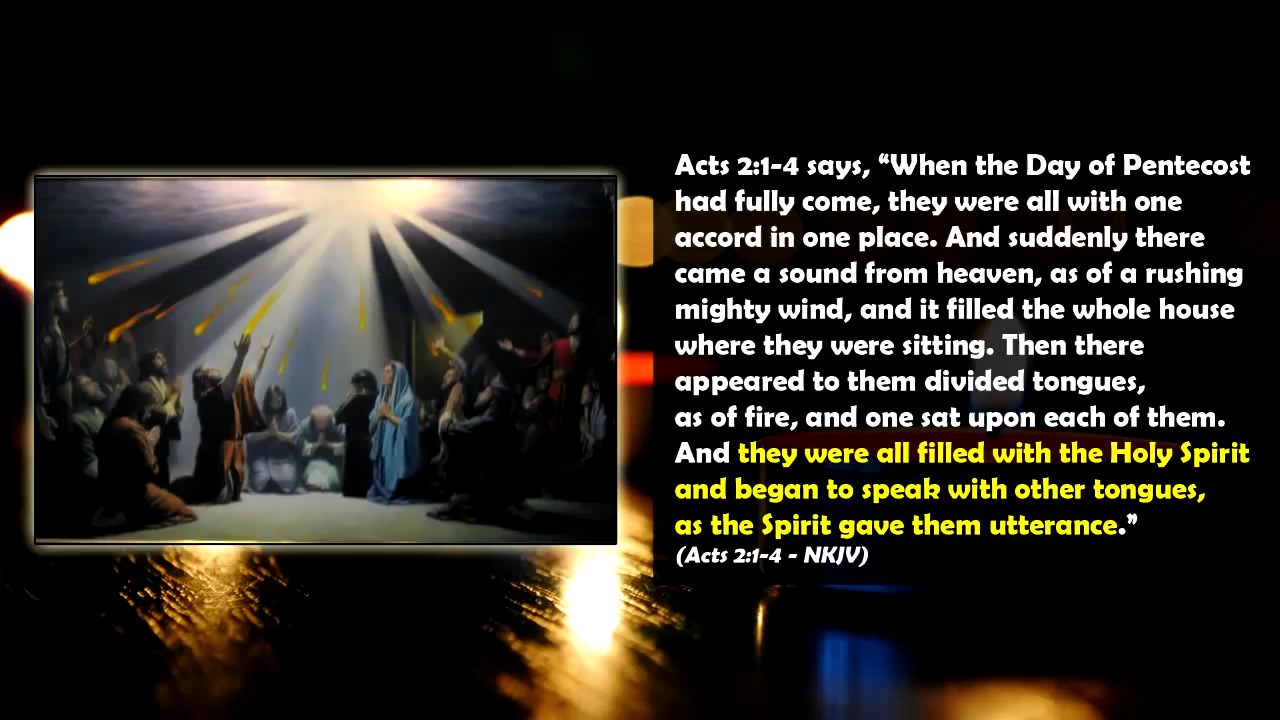 Acts 2:1-4 says, “When the Day of Pentecost
had fully come, they were all with one
accord in one place. And suddenly there
came a sound from heaven, as of a rushing
mighty wind, and it filled the whole house
where they were sitting. Then there
appeared to them divided tongues,
as of fire, and one sat upon each of them.
And they were all filled with the Holy Spirit
and began to speak with other tongues,
as the Spirit gave them utterance.”
(Acts 2:1-4 - NKJV)